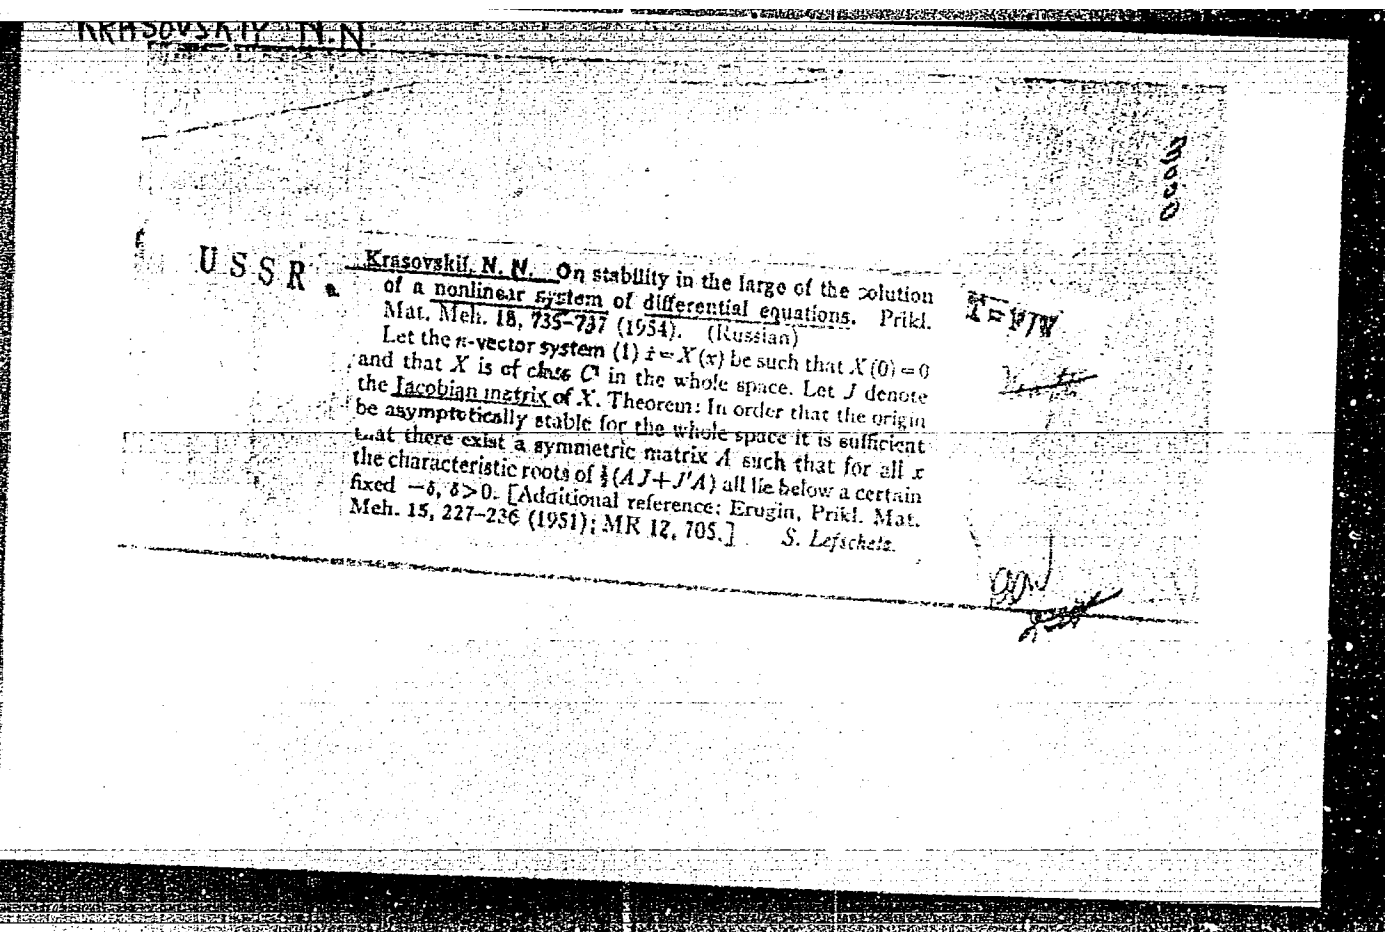 KRASOVSKIY N.N.
USSR.
Krasovskiĭ, N. N. On stability in the large of the solution
of a nonlinear system of differential equations. Prikl.
Mat. Meh. 18, 735–737 (1954). (Russian)
Let the n-vector system (1) ẋ=X(x) be such that X(0)=0
and that X is of class C¹ in the whole space. Let J denote
the Jacobian matrix of X. Theorem: In order that the origin
be asymptotically stable for the whole space it is sufficient
that there exist a symmetric matrix A such that for all x
the characteristic roots of ½(AJ+J'A) all lie below a certain
fixed −δ, δ>0. [Additional reference: Erugin, Prikl. Mat.
Meh. 15, 227–236 (1951); MR 12, 705.] S. Lefschetz.